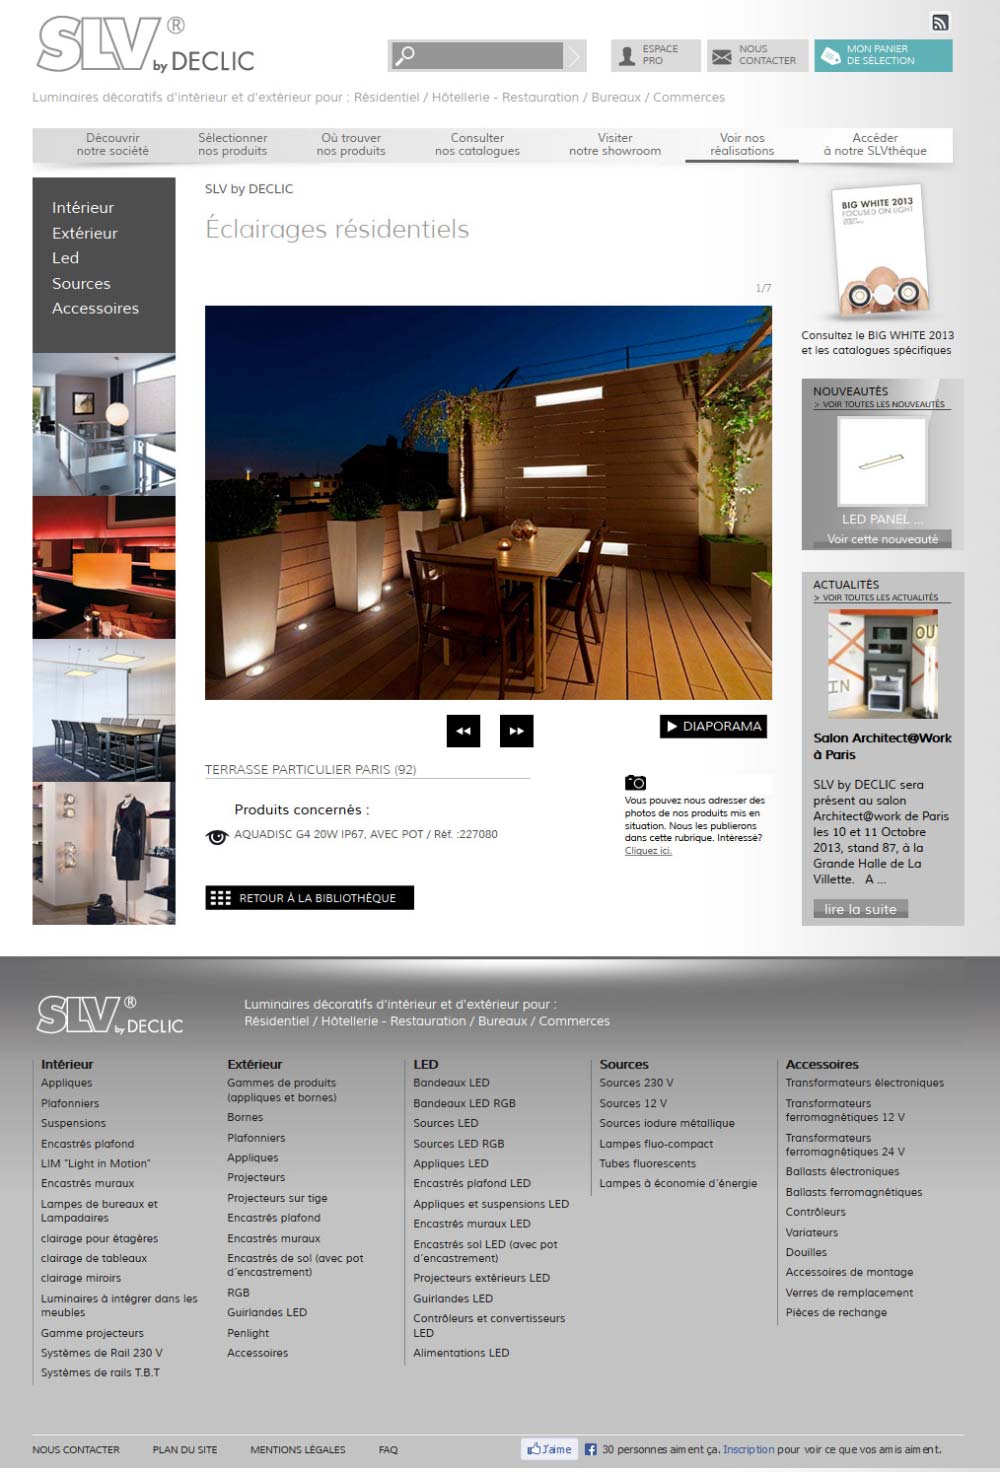 SLV®
by DECLIC
ESPACE
PRO
NOUS
CONTACTER
MON PANIER
DE SÉLECTION
Luminaires décoratifs d'intérieur et d'extérieur pour : Résidentiel / Hôtellerie - Restauration / Bureaux / Commerces
Découvrir
notre société
Sélectionner
nos produits
Où trouver
nos produits
Consulter
nos catalogues
Visiter
notre showroom
Voir nos
réalisations
Accéder
à notre SLVthèque
Intérieur
Extérieur
Led
Sources
Accessoires
SLV by DECLIC
Éclairages résidentiels
1/7
DIAPORAMA
TERRASSE PARTICULIER PARIS (92)
Produits concernés :
AQUADISC G4 20W IP67, AVEC POT / Réf. :227080
Vous pouvez nous adresser des
photos de nos produits mis en
situation. Nous les publierons
dans cette rubrique. Intéressé?
Cliquez ici.
RETOUR À LA BIBLIOTHÈQUE
BIG WHITE 2013
FOCUSED ON LIGHT
Consultez le BIG WHITE 2013
et les catalogues spécifiques
NOUVEAUTÉS
> VOIR TOUTES LES NOUVEAUTÉS
LED PANEL ...
Voir cette nouveauté
ACTUALITÉS
> VOIR TOUTES LES ACTUALITÉS
OU
IN
Salon Architect@Work
à Paris
SLV by DECLIC sera
présent au salon
Architect@work de Paris
les 10 et 11 Octobre
2013, stand 87, à la
Grande Halle de La
Villette. A ...
lire la suite
SLV®
by DECLIC
Luminaires décoratifs d'intérieur et d'extérieur pour :
Résidentiel / Hôtellerie - Restauration / Bureaux / Commerces
Intérieur
Appliques
Plafonniers
Suspensions
Encastrés plafond
LIM "Light in Motion"
Encastrés muraux
Lampes de bureaux et
Lampadaires
clairage pour étagères
clairage de tableaux
clairage miroirs
Luminaires à intégrer dans les
meubles
Gamme projecteurs
Systèmes de Rail 230 V
Systèmes de rails T.B.T
Extérieur
Gammes de produits
(appliques et bornes)
Bornes
Plafonniers
Appliques
Projecteurs
Projecteurs sur tige
Encastrés plafond
Encastrés muraux
Encastrés de sol (avec pot
d'encastrement)
RGB
Guirlandes LED
Penlight
Accessoires
LED
Bandeaux LED
Bandeaux LED RGB
Sources LED
Sources LED RGB
Appliques LED
Encastrés plafond LED
Appliques et suspensions LED
Encastrés muraux LED
Encastrés sol LED (avec pot
d'encastrement)
Projecteurs extérieurs LED
Guirlandes LED
Contrôleurs et convertisseurs
LED
Alimentations LED
Sources
Sources 230 V
Sources 12 V
Sources iodure métallique
Lampes fluo-compact
Tubes fluorescents
Lampes à économie d'énergie
Accessoires
Transformateurs électroniques
Transformateurs
ferromagnétiques 12 V
Transformateurs
ferromagnétiques 24 V
Ballasts électroniques
Ballasts ferromagnétiques
Contrôleurs
Variateurs
Douilles
Accessoires de montage
Verres de remplacement
Pièces de rechange
NOUS CONTACTER
PLAN DU SITE
MENTIONS LÉGALES
FAQ
J'aime
30 personnes aiment ça. Inscription pour voir ce que vos amis aiment.